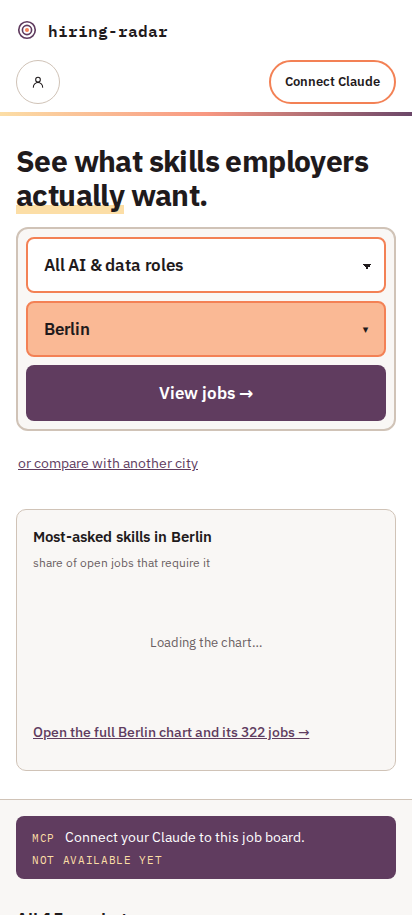 hiring-radar
Connect Claude
See what skills employers
actually want.
All AI & data roles
Berlin
View jobs →
or compare with another city
Most-asked skills in Berlin
share of open jobs that require it
Loading the chart...
Open the full Berlin chart and its 322 jobs →
MCP Connect your Claude to this job board.
NOT AVAILABLE YET